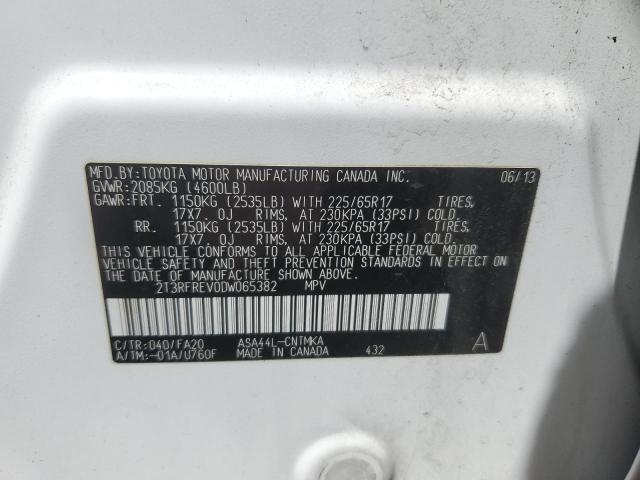 MFD.BY:TOYOTA MOTOR MANUFACTURING CANADA INC. 06/13
GVWR:2085KG (4600LB)
GAWR:FRT. 1150KG (2535LB) WITH 225/65R17 TIRES,
17X7.0J RIMS, AT 230KPA (33PSI) COLD.
RR. 1150KG (2535LB) WITH 225/65R17 TIRES,
17X7.0J RIMS, AT 230KPA (33PSI) COLD.
THIS VEHICLE CONFORMS TO ALL APPLICABLE FEDERAL MOTOR
VEHICLE SAFETY AND THEFT PREVENTION STANDARDS IN EFFECT ON
THE DATE OF MANUFACTURE SHOWN ABOVE.
2T3RFREV0DW065382 MPV
C/TR:040/FA20 ASA44L-CNTMKA
A/TM:-01A/U760F MADE IN CANADA 432 A